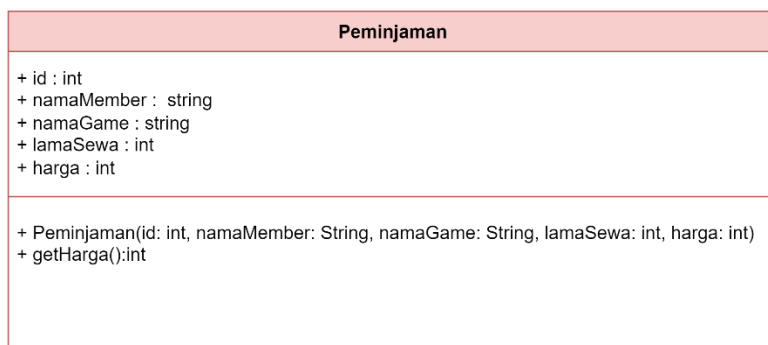 Peminjaman
+ id : int
+ namaMember :  string
+ namaGame : string
+ lamaSewa : int
+ harga : int
+ Peminjaman(id: int, namaMember: String, namaGame: String, lamaSewa: int, harga: int)
+ getHarga():int